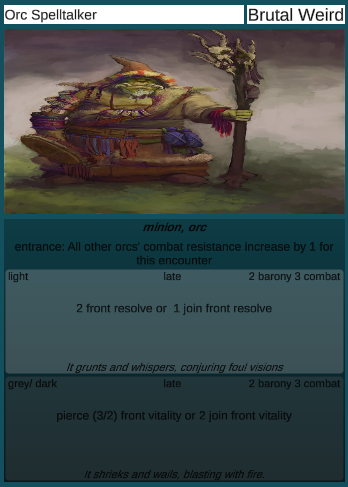 Orc Spelltalker
Brutal Weird
minion, orc
entrance: All other orcs' combat resistance increase by 1 for
this encounter
light late 2 barony 3 combat
2 front resolve or 1 join front resolve
It grunts and whispers, conjuring foul visions
grey/ dark late 2 barony 3 combat
pierce (3/2) front vitality or 2 join front vitality
It shrieks and wails, blasting with fire.